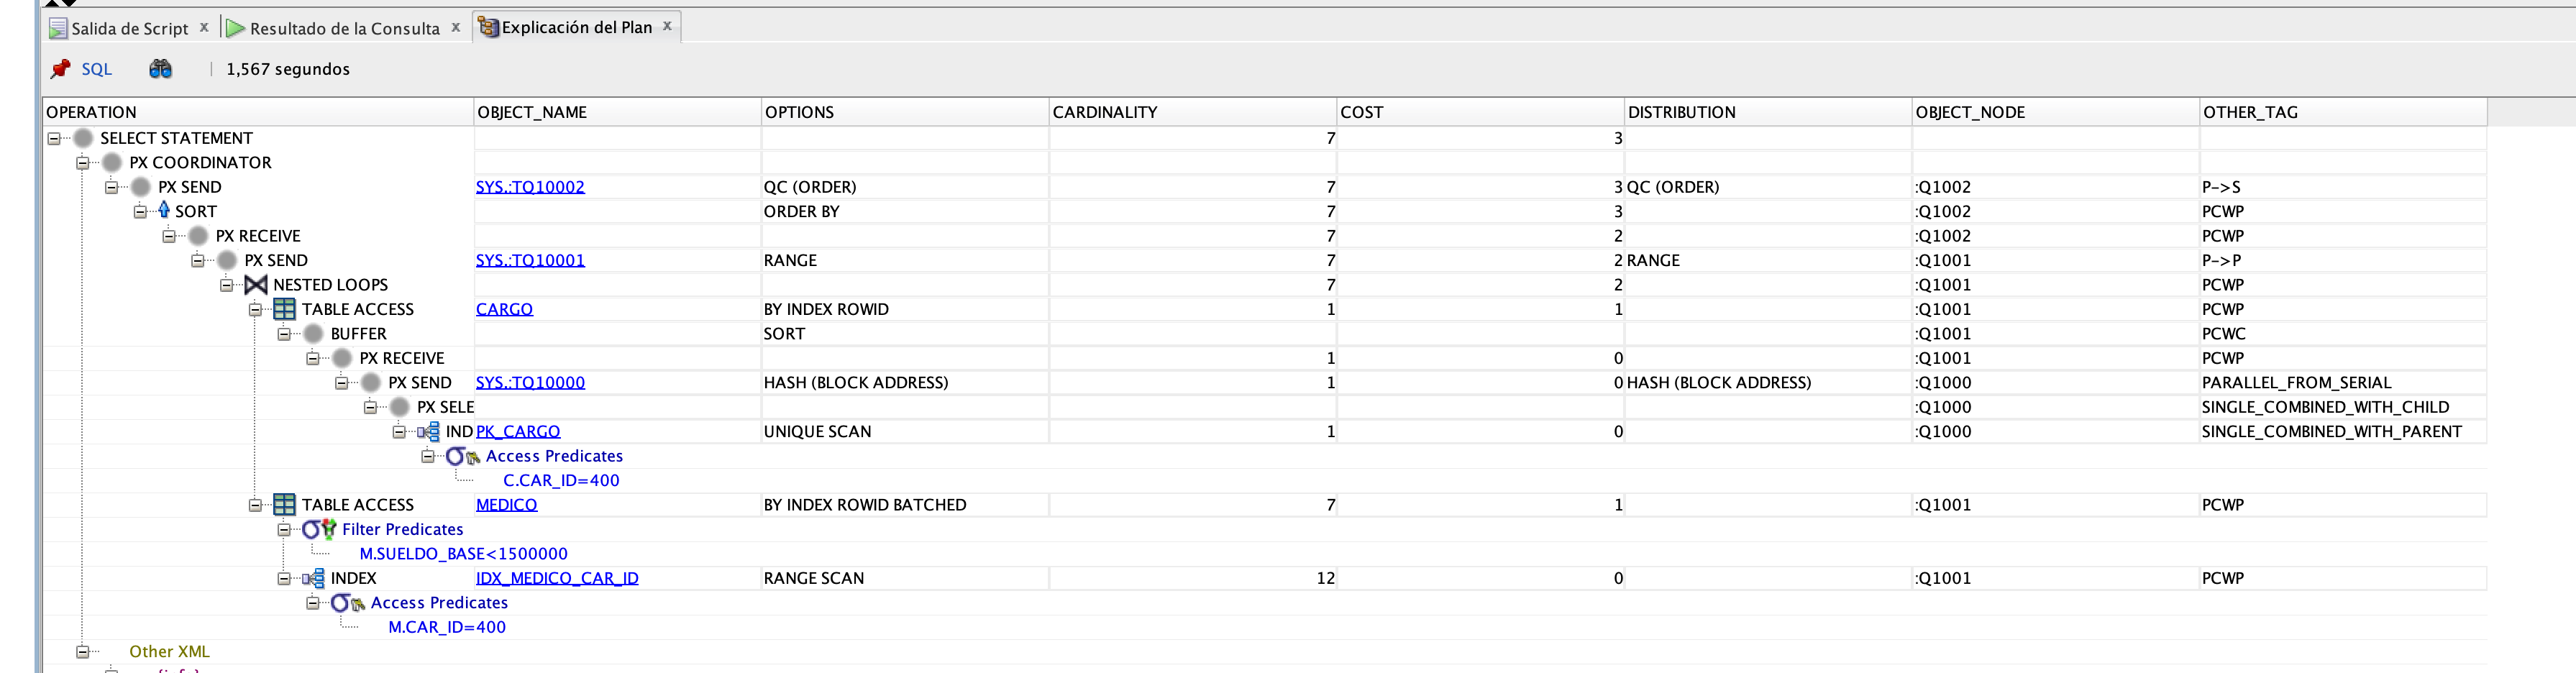 Salida de Script x Resultado de la Consulta x Explicación del Plan x
SQL 1,567 segundos
OPERATION OBJECT_NAME OPTIONS CARDINALITY COST DISTRIBUTION OBJECT_NODE OTHER_TAG
SELECT STATEMENT 7 3
PX COORDINATOR
PX SEND SYS.:TQ10002 QC (ORDER) 7 3 QC (ORDER) :Q1002 P->S
SORT ORDER BY 7 3 :Q1002 PCWP
PX RECEIVE 7 2 :Q1002 PCWP
PX SEND SYS.:TQ10001 RANGE 7 2 RANGE :Q1001 P->P
NESTED LOOPS 7 2 :Q1001 PCWP
TABLE ACCESS CARGO BY INDEX ROWID 1 1 :Q1001 PCWP
BUFFER SORT :Q1001 PCWC
PX RECEIVE 1 0 :Q1001 PCWP
PX SEND SYS.:TQ10000 HASH (BLOCK ADDRESS) 1 0 HASH (BLOCK ADDRESS) :Q1000 PARALLEL_FROM_SERIAL
PX SELE :Q1000 SINGLE_COMBINED_WITH_CHILD
IND PK_CARGO UNIQUE SCAN 1 0 :Q1000 SINGLE_COMBINED_WITH_PARENT
Access Predicates
C.CAR_ID=400
TABLE ACCESS MEDICO BY INDEX ROWID BATCHED 7 1 :Q1001 PCWP
Filter Predicates
M.SUELDO_BASE<1500000
INDEX IDX_MEDICO_CAR_ID RANGE SCAN 12 0 :Q1001 PCWP
Access Predicates
M.CAR_ID=400
Other XML